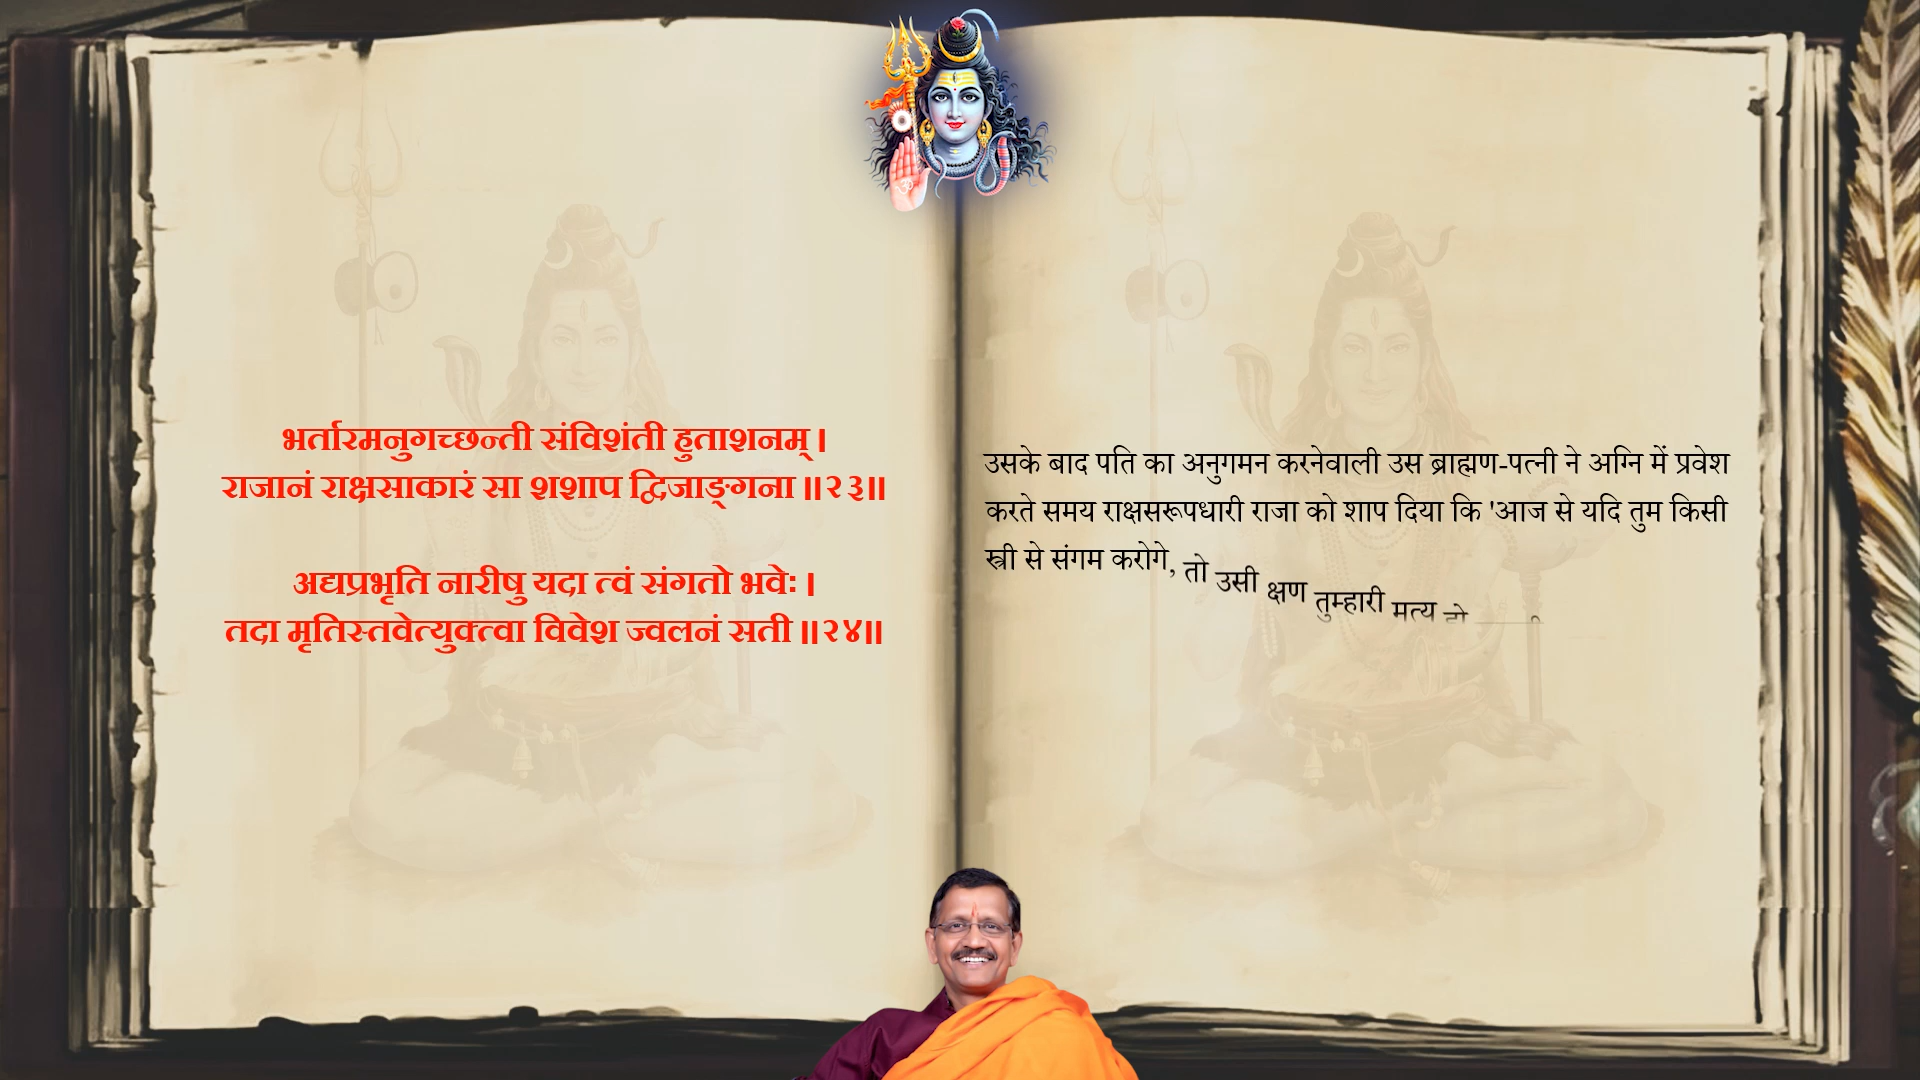 भर्तारमनुगच्छन्ती संविशंती हुताशनम् ।
राजानं राक्षसाकारं सा शशाप द्विजाङ्गना ॥२३॥
अद्यप्रभृति नारीषु यदा त्वं संगतो भवेः ।
तदा मृतिस्तवेत्युक्त्वा विवेश ज्वलनं सती ॥२४॥
उसके बाद पति का अनुगमन करनेवाली उस ब्राह्मण-पत्नी ने अग्नि में प्रवेश
करते समय राक्षसरूपधारी राजा को शाप दिया कि 'आज से यदि तुम किसी
स्त्री से संगम करोगे, तो उसी क्षण तुम्हारी